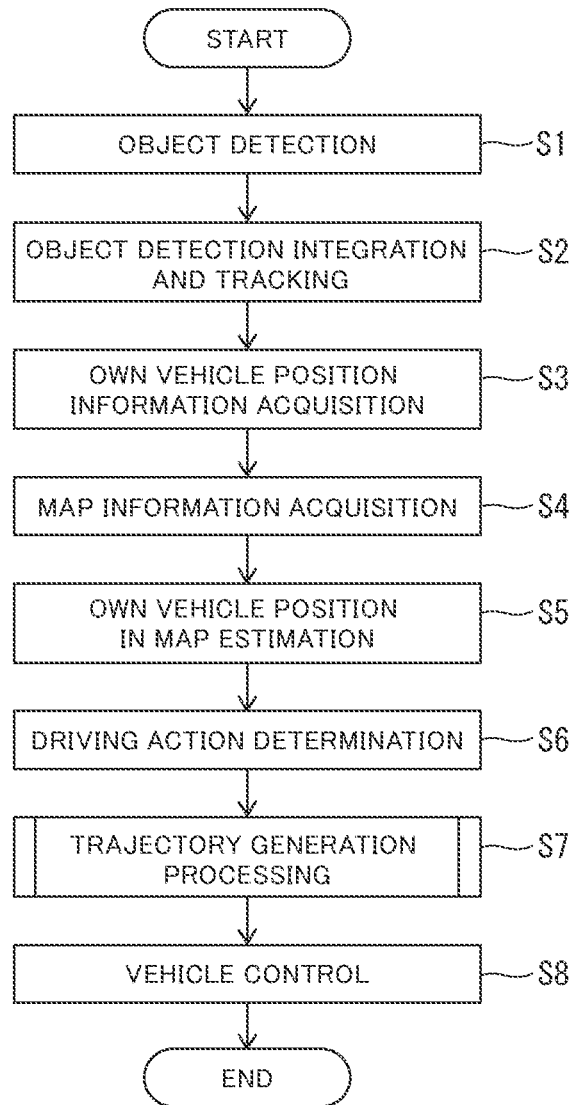 START
OBJECT DETECTION
S1
OBJECT DETECTION INTEGRATION
AND TRACKING
S2
OWN VEHICLE POSITION
INFORMATION ACQUISITION
S3
MAP INFORMATION ACQUISITION
S4
OWN VEHICLE POSITION
IN MAP ESTIMATION
S5
DRIVING ACTION DETERMINATION
S6
TRAJECTORY GENERATION
PROCESSING
S7
VEHICLE CONTROL
S8
END